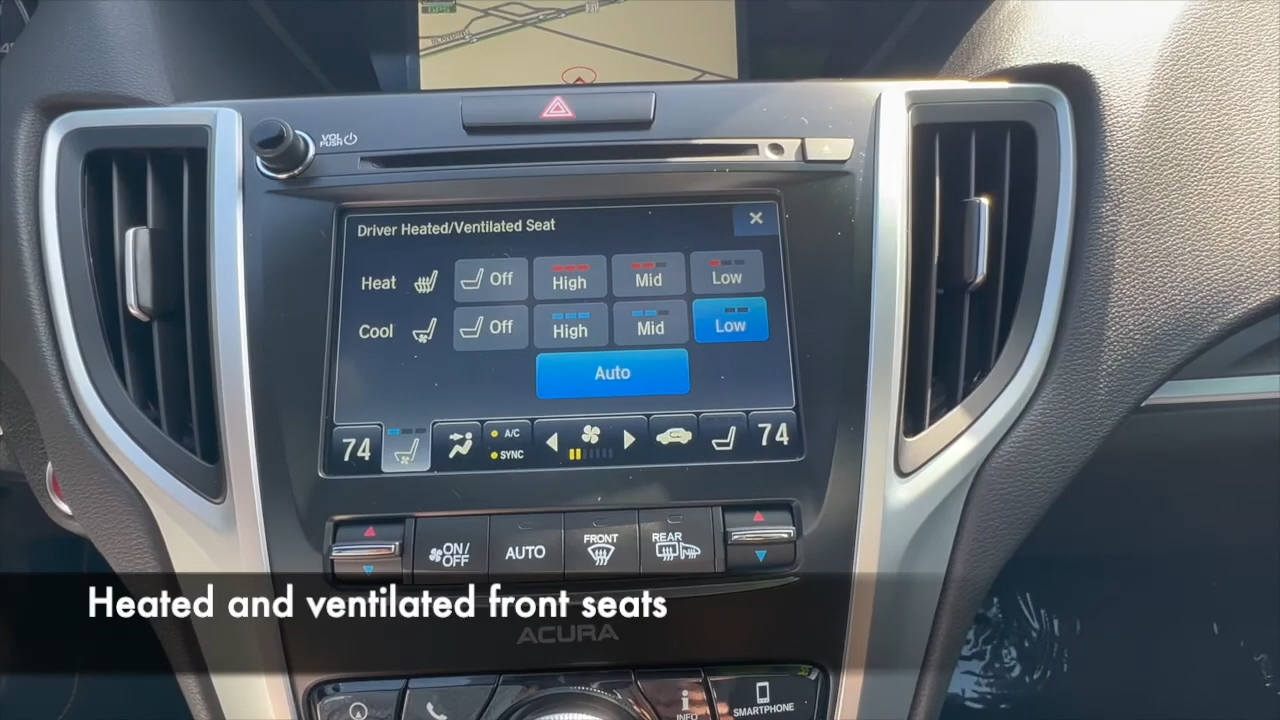 VOL
PUSH
Driver Heated/Ventilated Seat
Heat Off High Mid Low
Cool Off High Mid Low
Auto
74 A/C SYNC 74
ON/OFF AUTO FRONT REAR
Heated and ventilated front seats
ACURA
INFO SMARTPHONE